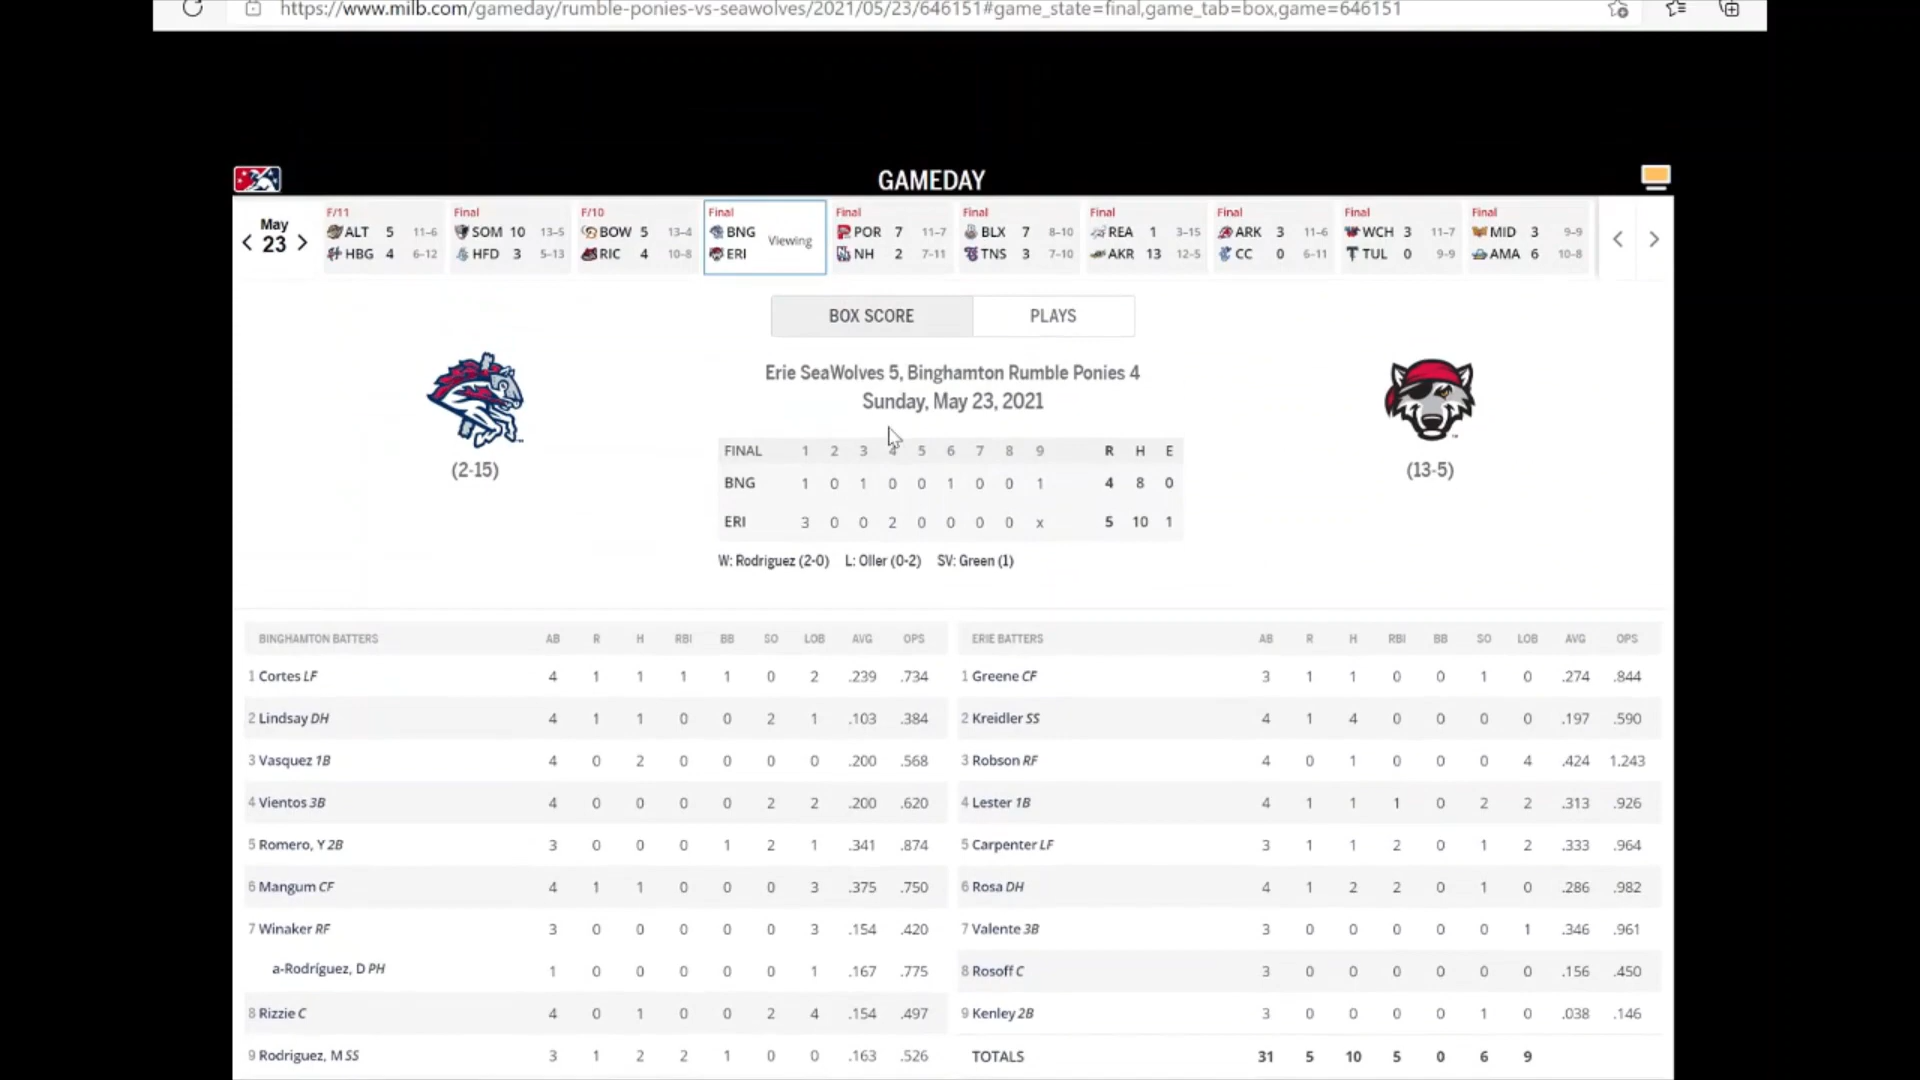 https://www.milb.com/gameday/rumble-ponies-vs-seawolves/2021/05/23/646151#game_state=final,game_tab=box,game=646151
GAMEDAY
May 23
F/11
ALT 5 11-6
HBG 4 6-12
Final
SOM 10 13-5
HFD 3 5-13
F/10
BOW 5 13-4
RIC 4 10-8
Final
BNG
ERI
Viewing
Final
POR 7 11-7
NH 2 7-11
Final
BLX 7 8-10
TNS 3 7-10
Final
REA 1 3-15
AKR 13 12-5
Final
ARK 3 11-6
CC 0 6-11
Final
WCH 3 11-7
TUL 0 9-9
Final
MID 3 9-9
AMA 6 10-8
BOX SCORE PLAYS
Erie SeaWolves 5, Binghamton Rumble Ponies 4
Sunday, May 23, 2021
(2-15)
(13-5)
FINAL 1 2 3 4 5 6 7 8 9 R H E
BNG 1 0 1 0 0 1 0 0 1 4 8 0
ERI 3 0 0 2 0 0 0 0 x 5 10 1
W: Rodriguez (2-0) L: Oller (0-2) SV: Green (1)
BINGHAMTON BATTERS AB R H RBI BB SO LOB AVG OPS
1 Cortes LF 4 1 1 1 1 0 2 .239 .734
2 Lindsay DH 4 1 1 0 0 2 1 .103 .384
3 Vasquez 1B 4 0 2 0 0 0 0 .200 .568
4 Vientos 3B 4 0 0 0 0 2 2 .200 .620
5 Romero, Y 2B 3 0 0 0 1 2 1 .341 .874
6 Mangum CF 4 1 1 0 0 0 3 .375 .750
7 Winaker RF 3 0 0 0 0 0 3 .154 .420
a-Rodríguez, D PH 1 0 0 0 0 0 1 .167 .775
8 Rizzie C 4 0 1 0 0 2 4 .154 .497
9 Rodriguez, M SS 3 1 2 2 1 0 0 .163 .526
ERIE BATTERS AB R H RBI BB SO LOB AVG OPS
1 Greene CF 3 1 1 0 0 1 0 .274 .844
2 Kreidler SS 4 1 4 0 0 0 0 .197 .590
3 Robson RF 4 0 1 0 0 0 4 .424 1.243
4 Lester 1B 4 1 1 1 0 2 2 .313 .926
5 Carpenter LF 3 1 1 2 0 1 2 .333 .964
6 Rosa DH 4 1 2 2 0 1 0 .286 .982
7 Valente 3B 3 0 0 0 0 0 1 .346 .961
8 Rosoff C 3 0 0 0 0 0 0 .156 .450
9 Kenley 2B 3 0 0 0 0 1 0 .038 .146
TOTALS 31 5 10 5 0 6 9